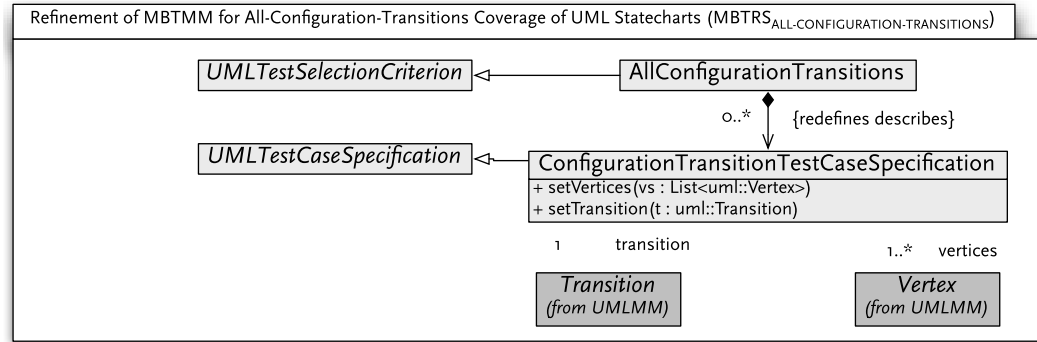 Refinement of MBTMM for All-Configuration-Transitions Coverage of UML Statecharts (MBTRS ALL-CONFIGURATION-TRANSITIONS)
UMLTestSelectionCriterion
AllConfigurationTransitions
0..*
{redefines describes}
UMLTestCaseSpecification
ConfigurationTransitionTestCaseSpecification
+ setVertices(vs : List<uml::Vertex>)
+ setTransition(t : uml::Transition)
1
transition
1..*
vertices
Transition
(from UMLMM)
Vertex
(from UMLMM)